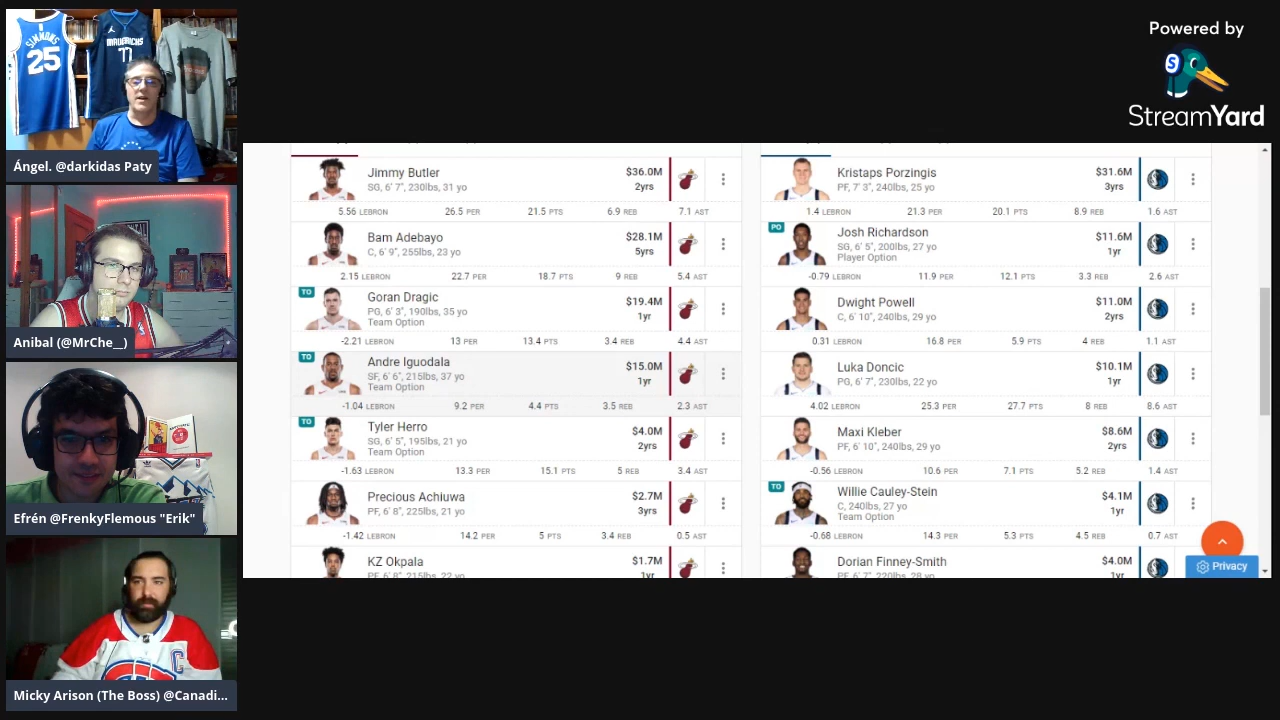 Powered by
StreamYard
SIMMONS
25
MAVERICKS
77
Ángel. @darkidas Paty
Anibal (@MrChe__)
Efrén @FrenkyFlemous "Erik"
Micky Arison (The Boss) @Canadi...
Jimmy Butler
SG, 6' 7", 230lbs, 31 yo
$36.0M
2yrs
5.56 LEBRON 26.5 PER 21.5 PTS 6.9 REB 7.1 AST
Bam Adebayo
C, 6' 9", 255lbs, 23 yo
$28.1M
5yrs
2.15 LEBRON 22.7 PER 18.7 PTS 9 REB 5.4 AST
TO
Goran Dragic
PG, 6' 3", 190lbs, 35 yo
Team Option
$19.4M
1yr
-2.21 LEBRON 13 PER 13.4 PTS 3.4 REB 4.4 AST
TO
Andre Iguodala
SF, 6' 6", 215lbs, 37 yo
Team Option
$15.0M
1yr
-1.04 LEBRON 9.2 PER 4.4 PTS 3.5 REB 2.3 AST
TO
Tyler Herro
SG, 6' 5", 195lbs, 21 yo
Team Option
$4.0M
2yrs
-1.63 LEBRON 13.3 PER 15.1 PTS 5 REB 3.4 AST
Precious Achiuwa
PF, 6' 8", 225lbs, 21 yo
$2.7M
3yrs
-1.42 LEBRON 14.2 PER 5 PTS 3.4 REB 0.5 AST
KZ Okpala
PF, 6' 8", 215lbs, 22 yo
$1.7M
1yr
Kristaps Porzingis
PF, 7' 3", 240lbs, 25 yo
$31.6M
3yrs
1.4 LEBRON 21.3 PER 20.1 PTS 8.9 REB 1.6 AST
PO
Josh Richardson
SG, 6' 5", 200lbs, 27 yo
Player Option
$11.6M
1yr
-0.79 LEBRON 11.9 PER 12.1 PTS 3.3 REB 2.6 AST
Dwight Powell
C, 6' 10", 240lbs, 29 yo
$11.0M
2yrs
0.31 LEBRON 16.8 PER 5.9 PTS 4 REB 1.1 AST
Luka Doncic
PG, 6' 7", 230lbs, 22 yo
$10.1M
1yr
4.02 LEBRON 25.3 PER 27.7 PTS 8 REB 8.6 AST
Maxi Kleber
PF, 6' 10", 240lbs, 29 yo
$8.6M
2yrs
-0.56 LEBRON 10.6 PER 7.1 PTS 5.2 REB 1.4 AST
TO
Willie Cauley-Stein
C, 240lbs, 27 yo
Team Option
$4.1M
1yr
-0.68 LEBRON 14.3 PER 5.3 PTS 4.5 REB 0.7 AST
Dorian Finney-Smith
PF, 6' 7", 220lbs, 28 yo
$4.0M
1yr
Privacy